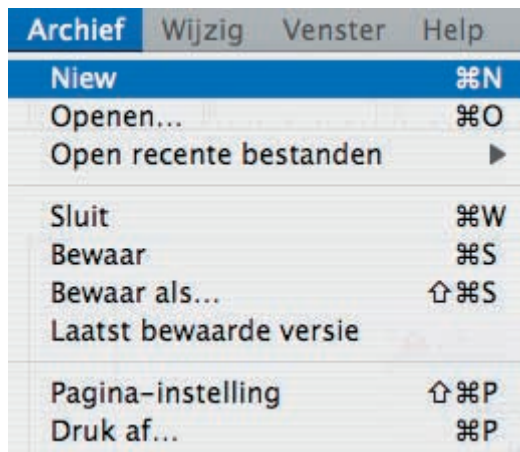 Archief Wijzig Venster Help
Niew ⌘N
Openen... ⌘O
Open recente bestanden ▶
Sluit ⌘W
Bewaar ⌘S
Bewaar als... ⇧⌘S
Laatst bewaarde versie
Pagina-instelling ⇧⌘P
Druk af... ⌘P